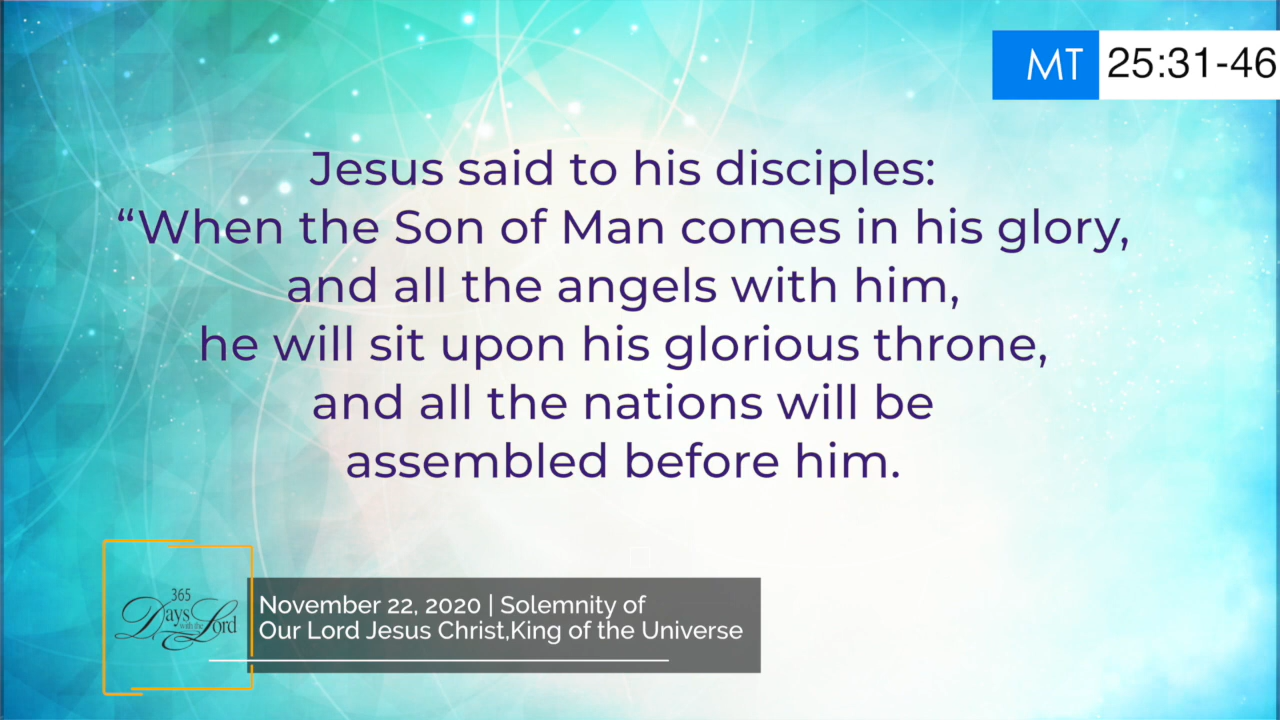 MT 25:31-46
Jesus said to his disciples:
“When the Son of Man comes in his glory,
and all the angels with him,
he will sit upon his glorious throne,
and all the nations will be
assembled before him.
365
Days with the Lord
November 22, 2020 | Solemnity of
Our Lord Jesus Christ,King of the Universe